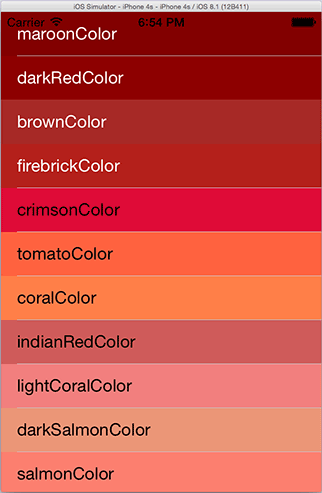 iOS Simulator - iPhone 4s - iPhone 4s / iOS 8.1 (12B411)
Carrier 6:54 PM
maroonColor
darkRedColor
brownColor
firebrickColor
crimsonColor
tomatoColor
coralColor
indianRedColor
lightCoralColor
darkSalmonColor
salmonColor